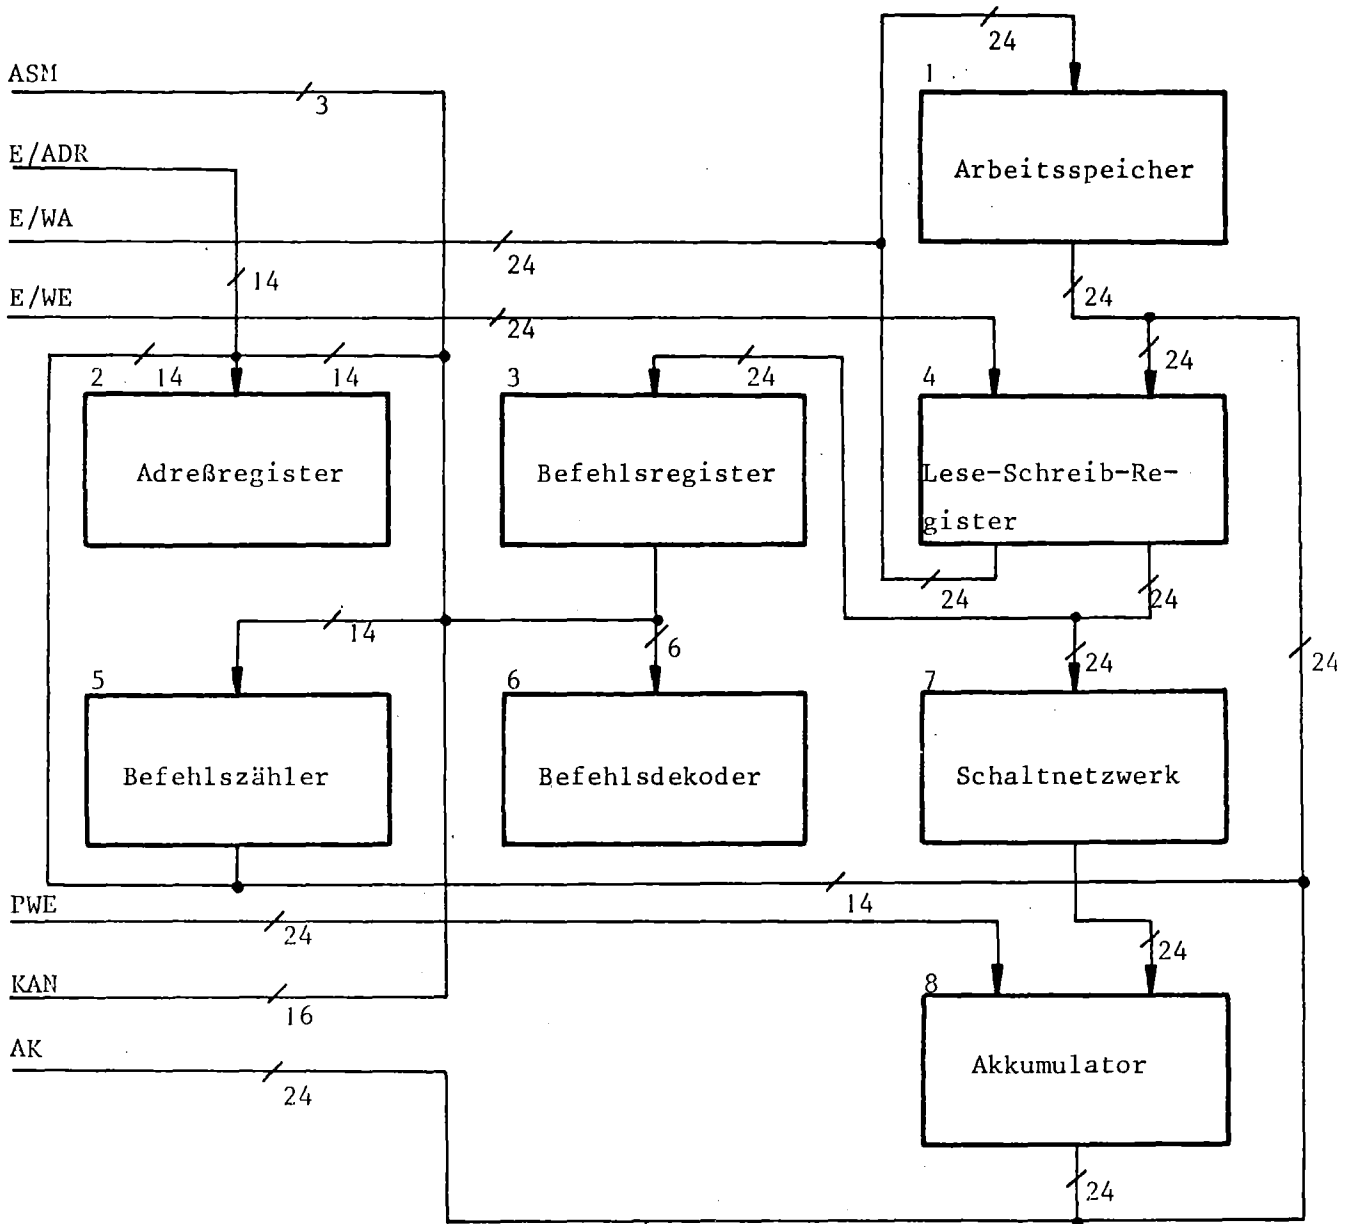 24
ASM
3
1
Arbeitsspeicher
E/ADR
E/WA
24
14
24
E/WE
24
24
2
14
14
3
24
4
Adreßregister
Befehlsregister
Lese-Schreib-Re-
gister
24
24
14
6
24
24
5
6
7
Befehlszähler
Befehlsdekoder
Schaltnetzwerk
PWE
24
14
24
KAN
16
8
AK
24
Akkumulator
24